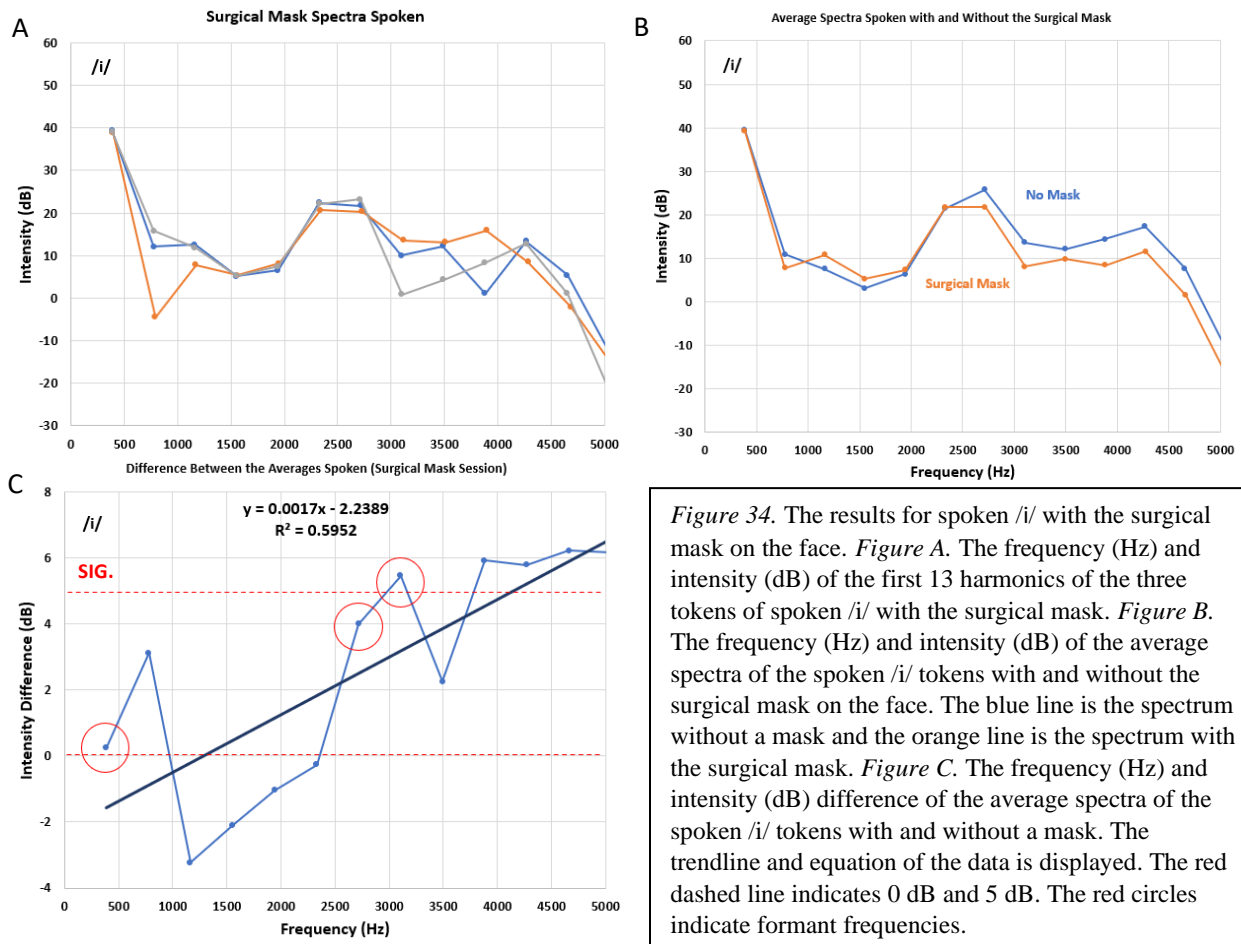 A
Surgical Mask Spectra Spoken
/i/
60
50
40
30
20
10
0
-10
-20
-30
Intensity (dB)
0 500 1000 1500 2000 2500 3000 3500 4000 4500 5000
B
Average Spectra Spoken with and Without the Surgical Mask
/i/
60
50
40
30
20
10
0
-10
-20
-30
Intensity (dB)
No Mask
Surgical Mask
0 500 1000 1500 2000 2500 3000 3500 4000 4500 5000
Frequency (Hz)
C
Difference Between the Averages Spoken (Surgical Mask Session)
/i/
y = 0.0017x - 2.2389
R² = 0.5952
SIG.
8
6
4
2
0
-2
-4
Intensity Difference (dB)
0 500 1000 1500 2000 2500 3000 3500 4000 4500 5000
Frequency (Hz)
Figure 34. The results for spoken /i/ with the surgical
mask on the face. Figure A. The frequency (Hz) and
intensity (dB) of the first 13 harmonics of the three
tokens of spoken /i/ with the surgical mask. Figure B.
The frequency (Hz) and intensity (dB) of the average
spectra of the spoken /i/ tokens with and without the
surgical mask on the face. The blue line is the spectrum
without a mask and the orange line is the spectrum with
the surgical mask. Figure C. The frequency (Hz) and
intensity (dB) difference of the average spectra of the
spoken /i/ tokens with and without a mask. The
trendline and equation of the data is displayed. The red
dashed line indicates 0 dB and 5 dB. The red circles
indicate formant frequencies.